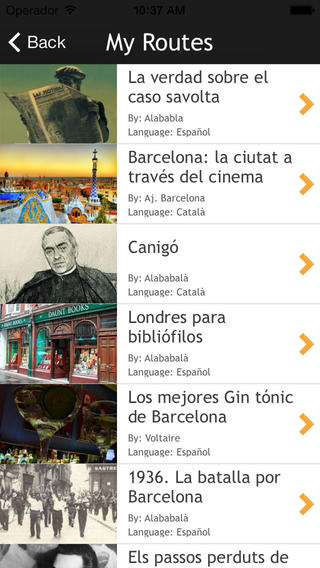 Operador 10:37 AM
Back My Routes
La verdad sobre el
caso savolta
By: Alababla
Language: Español
Barcelona: la ciutat a
través del cinema
By: Aj. Barcelona
Language: Català
Canigó
By: Alababalà
Language: Català
DAUNT BOOKS
Londres para
bibliófilos
By: Alababalà
Language: Español
Los mejores Gin tónic
de Barcelona
By: Voltaire
Language: Español
1936. La batalla por
Barcelona
By: Alababalà
Language: Español
Els passos perduts de